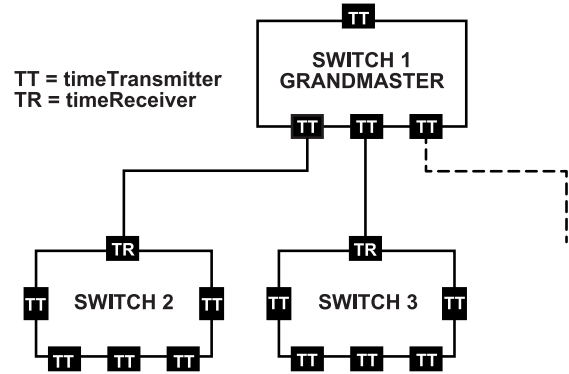 TT
SWITCH 1
GRANDMASTER
TT = timeTransmitter
TR = timeReceiver
TT TT TT
TR TR
TT SWITCH 2 TT TT SWITCH 3 TT
TT TT TT TT TT TT